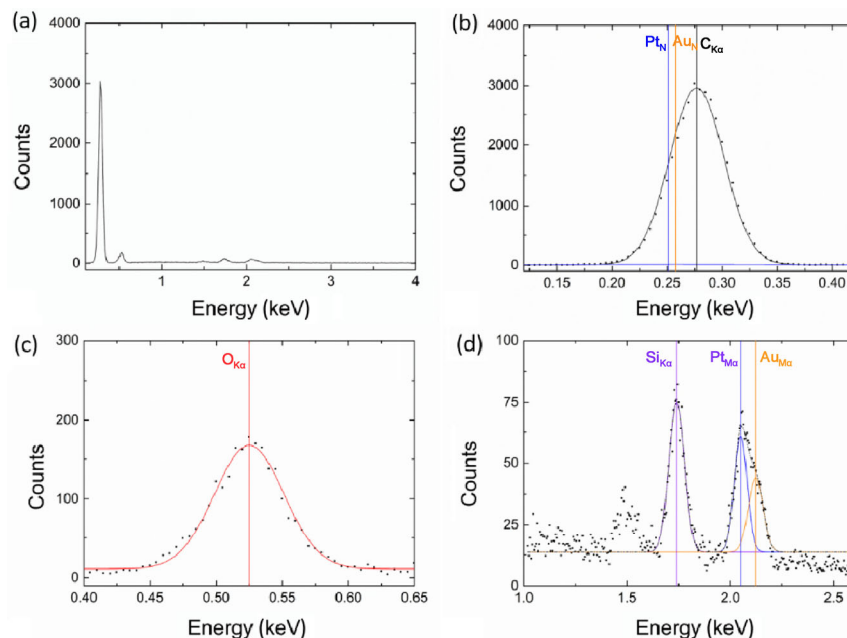 (a)
4000
3000
2000
1000
0
Counts
1 2 3 4
Energy (keV)
(b)
Pt_N Au_N C_Kα
4000
3000
2000
1000
0
Counts
0.15 0.20 0.25 0.30 0.35 0.40
Energy (keV)
(c)
O_Kα
300
200
100
0
Counts
0.40 0.45 0.50 0.55 0.60 0.65
Energy (keV)
(d)
Si_Kα Pt_Mα Au_Mα
100
75
50
25
0
Counts
1.0 1.5 2.0 2.5
Energy (keV)